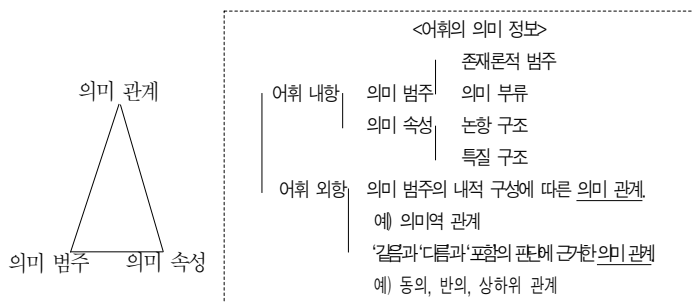 의미 관계
의미 범주 의미 속성
<어휘의 의미 정보>
존재론적 범주
어휘 내항 의미 범주 의미 부류
의미 속성 논항 구조
특질 구조
어휘 외항 의미 범주의 내적 구성에 따른 의미 관계.
예) 의미역 관계
‘같음’과 ‘다름’과 ‘포함’의 판단에 근거한 의미 관계
예) 동의, 반의, 상하위 관계